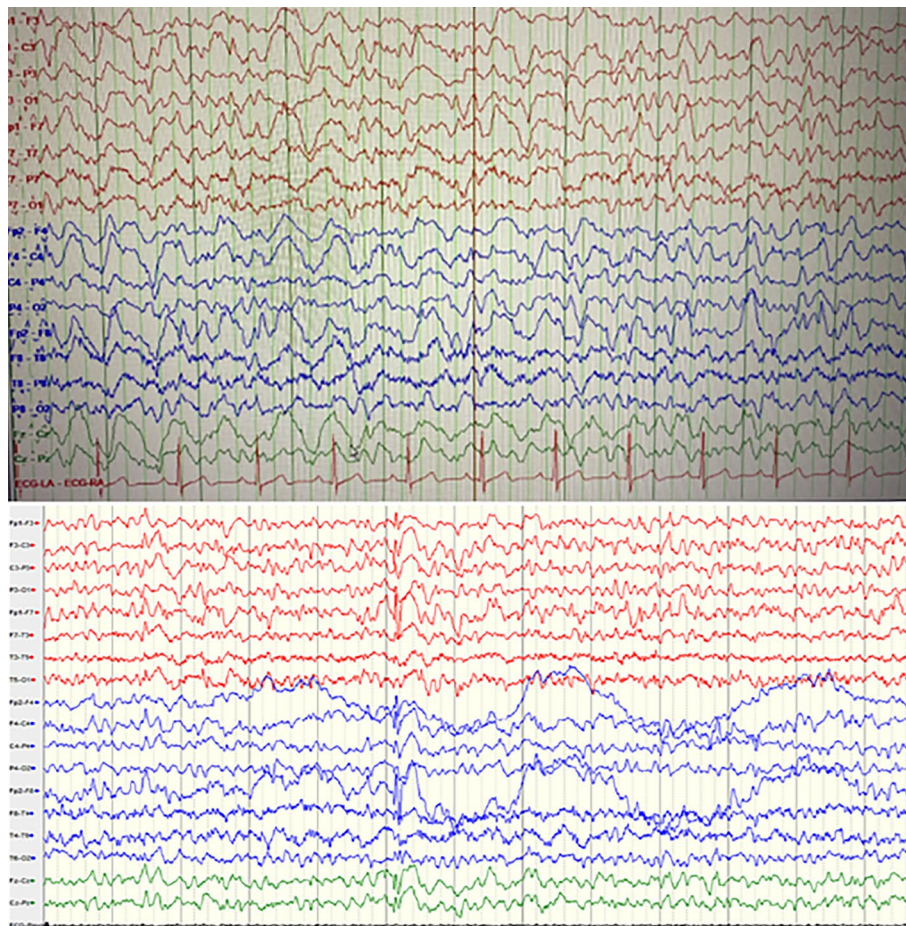 Fp2 - F4
F4 - C4
C4 - P4
P4 - O2
Fp2 - F8
F8 - T8
T8 - P8
P8 - O2
Fz - Cz
Cz - Pz
ECG-LA - ECG-RA
Fp1-F3
F3-C3
C3-P3
P3-O1
Fp1-F7
F7-T3
T3-T5
T5-O1
Fp2-F4
F4-C4
C4-P4
P4-O2
Fp2-F8
F8-T4
T4-T6
T6-O2
Fz-Cz
Cz-Pz